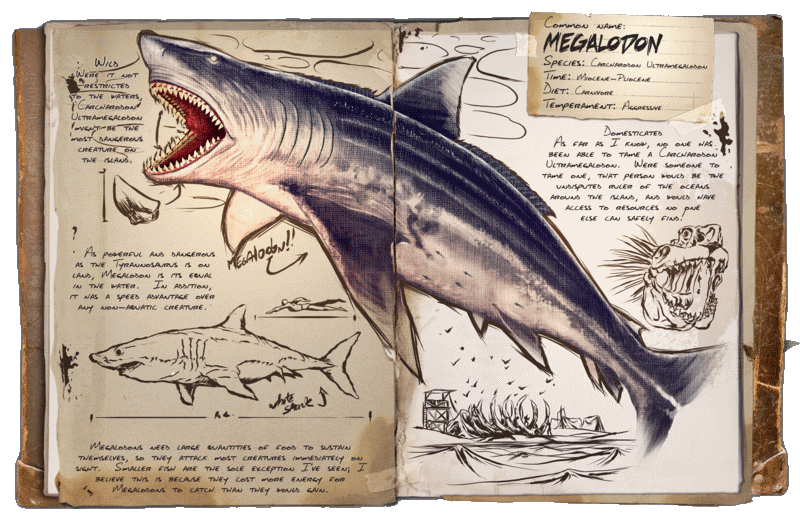 Common name:
Megalodon
Species: Carcharodon Ultramegalodon
Time: Miocene-Pliocene
Diet: Carnivore
Temperament: Aggressive
Wild
Were it not
restricted
to the waters,
Carcharodon
Ultramegalodon
might be the
most dangerous
creature on
the island.
Megalodon!!
As powerful and dangerous
as the Tyrannosaurus is on
land, Megalodon is its equal
in the water. In addition,
it has a speed advantage over
any non-aquatic creature.
white
shark
Megalodons need large quantities of food to sustain
themselves, so they attack most creatures immediately on
sight. Smaller fish are the sole exception I've seen; I
believe this is because they cost more energy for
Megalodons to catch than they would gain.
Domesticated
As far as I know, no one has
been able to tame a Carcharodon
Ultramegalodon. Were someone to
tame one, that person would be the
undisputed ruler of the oceans
around the island, and would have
access to resources no one
else can safely find!